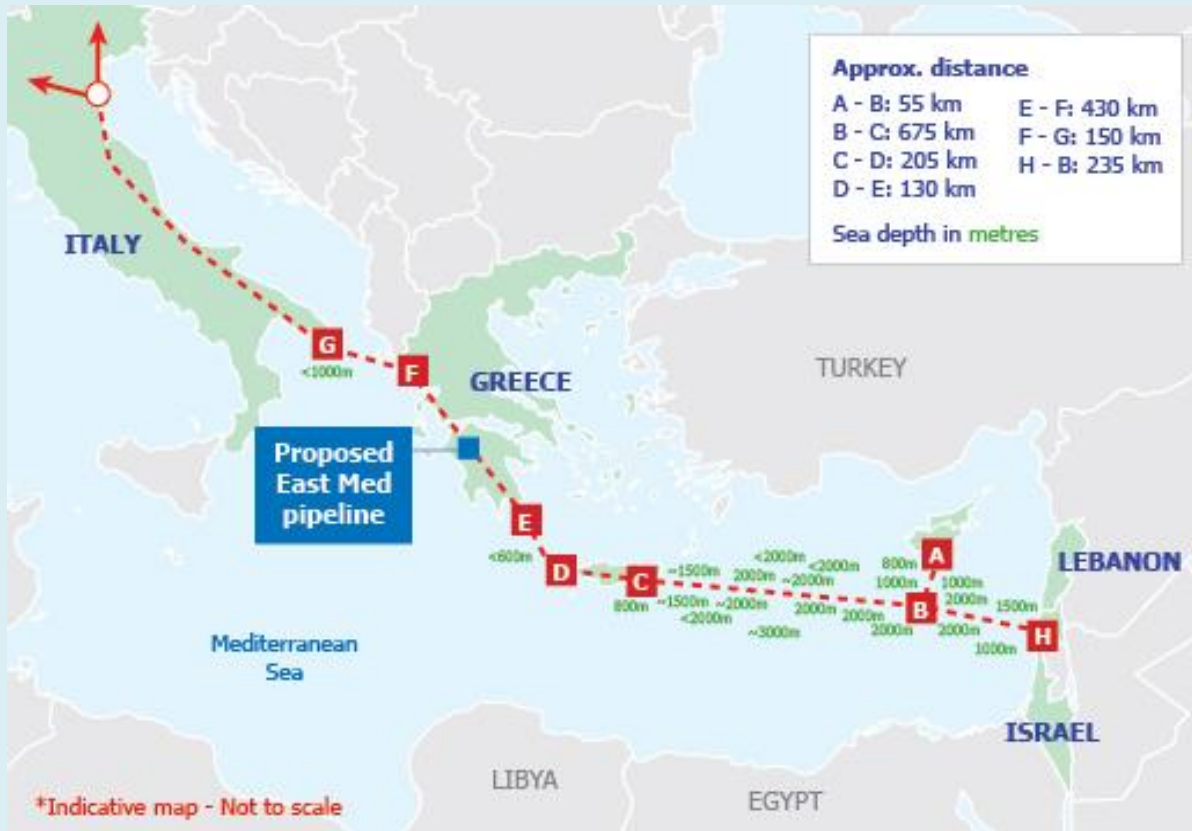 Approx. distance
A - B: 55 km
B - C: 675 km
C - D: 205 km
D - E: 130 km
E - F: 430 km
F - G: 150 km
H - B: 235 km
Sea depth in metres
ITALY
G
<1000m
F
GREECE
TURKEY
Proposed
East Med
pipeline
E
<600m
D
C
800m
~1500m
~1500m
<2000m
2000m
~2000m
<2000m
~2000m
<2000m
~3000m
2000m
2000m
2000m
800m
A
1000m
1000m
2000m
B
2000m
1500m
1000m
H
LEBANON
ISRAEL
Mediterranean
Sea
LIBYA
EGYPT
*Indicative map - Not to scale